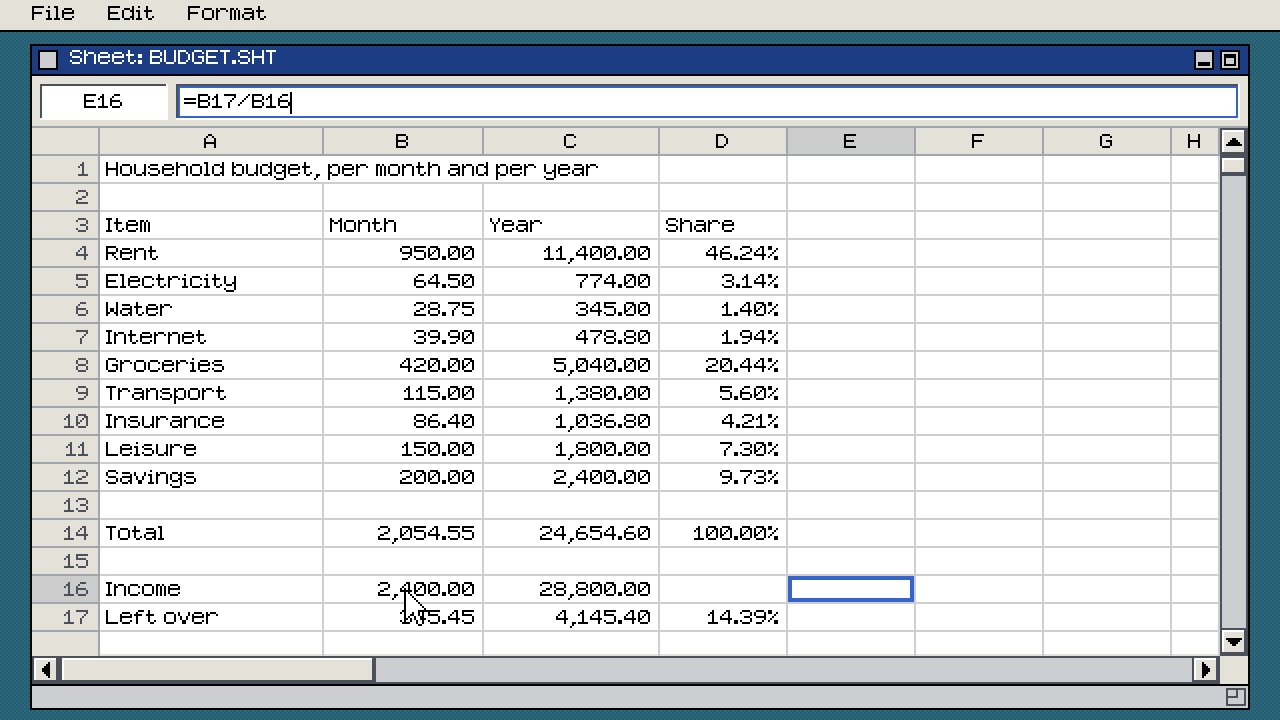 File Edit Format
Sheet: BUDGET.SHT
E16 =B17/B16
A B C D E F G H
1 Household budget, per month and per year
2
3 Item Month Year Share
4 Rent 950.00 11,400.00 46.24%
5 Electricity 64.50 774.00 3.14%
6 Water 28.75 345.00 1.40%
7 Internet 39.90 478.80 1.94%
8 Groceries 420.00 5,040.00 20.44%
9 Transport 115.00 1,380.00 5.60%
10 Insurance 86.40 1,036.80 4.21%
11 Leisure 150.00 1,800.00 7.30%
12 Savings 200.00 2,400.00 9.73%
13
14 Total 2,054.55 24,654.60 100.00%
15
16 Income 2,400.00 28,800.00
17 Left over 4,145.40 14.39%